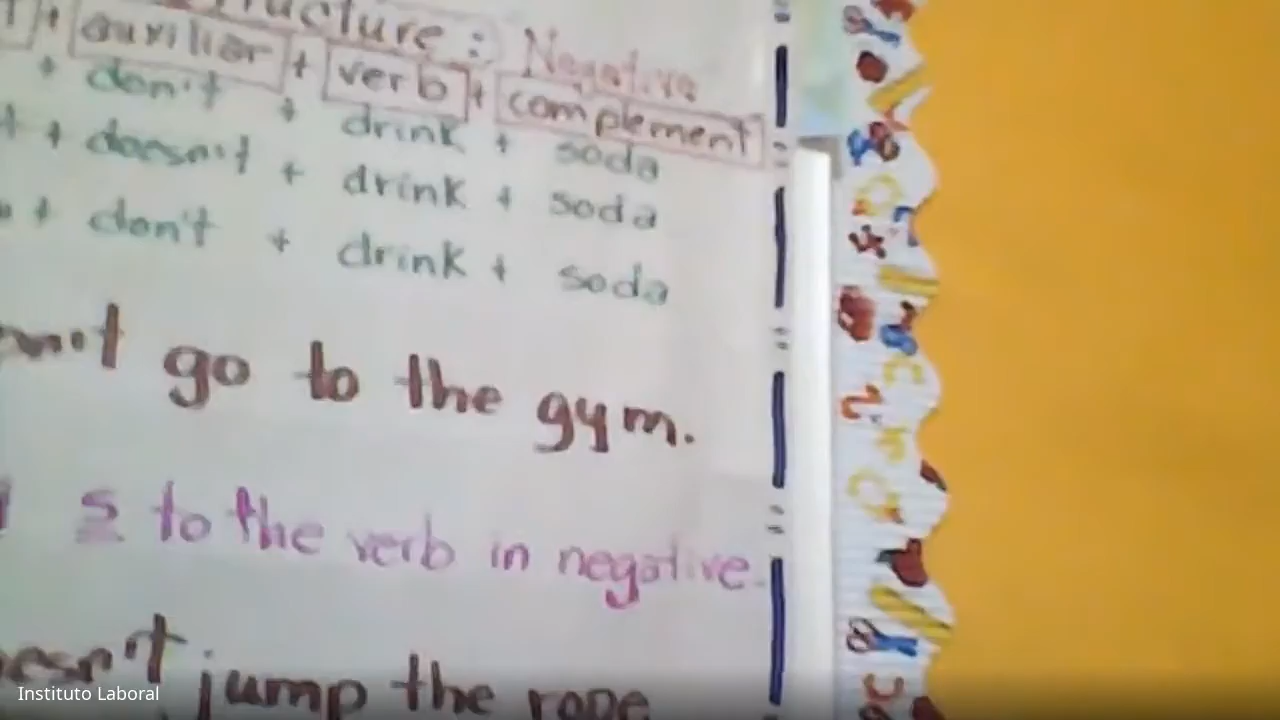 Structure: Negative
+ auxiliar + verb + complement
+ don't + drink + soda
+ doesn't + drink + soda
+ don't + drink + soda
go to the gym.
s to the verb in negative.
jump the rope
Instituto Laboral